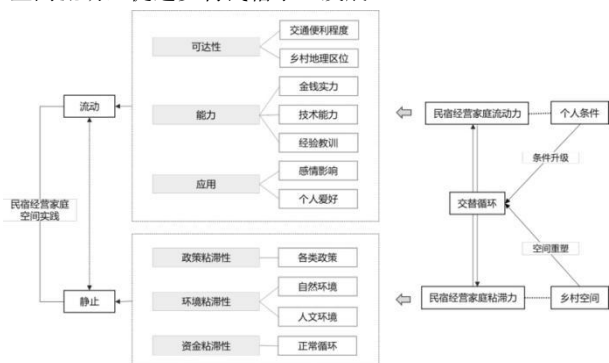 交通便利程度
可达性
乡村地理区位
金钱实力
流动
能力
技术能力
民宿经营家庭流动力
个人条件
经验教训
条件升级
感情影响
应用
个人爱好
民宿经营家庭
空间实践
交替循环
政策粘滞性
各类政策
空间重塑
自然环境
环境粘滞性
静止
人文环境
民宿经营家庭粘滞力
乡村空间
资金粘滞性
正常循环